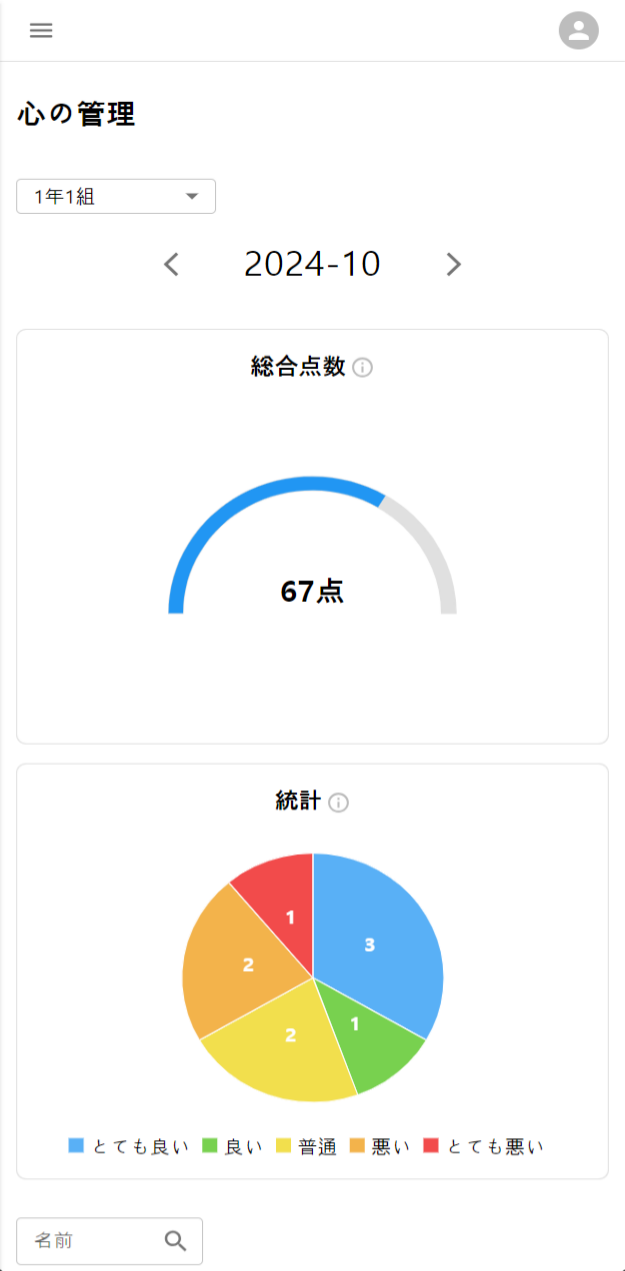 心の管理
1年1組
2024-10
総合点数
67点
統計
1
3
2
1
2
とても良い 良い 普通 悪い とても悪い
名前